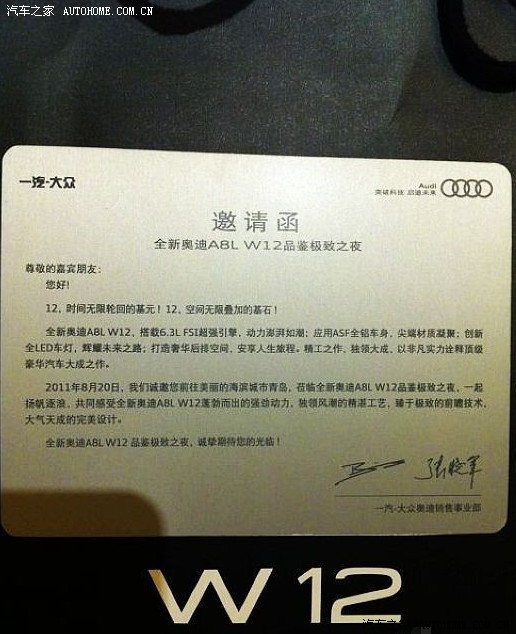 汽车之家 AUTOHOME.COM.CN
一汽-大众
Audi
突破科技 启迪未来
邀请函
全新奥迪A8L W12品鉴极致之夜
尊敬的嘉宾朋友：
您好!
12，时间无限轮回的基元！12，空间无限叠加的基石！
全新奥迪A8L W12，搭载6.3L FSI超强引擎，动力澎湃如潮；应用ASF全铝车身，尖端材质凝聚；创新
全LED车灯，辉耀未来之路；打造奢华后排空间，安享人生旅程。精工之作，独领大成，以非凡实力诠释顶级
豪华汽车大成之作。
2011年8月20日，我们诚邀您前往美丽的海滨城市青岛，莅临全新奥迪A8L W12品鉴极致之夜，一起
扬帆逐浪、共同感受全新奥迪A8L W12蓬勃而出的强劲动力，独领风潮的精湛工艺，臻于极致的前瞻技术，
大气天成的完美设计。
全新奥迪A8L W12 品鉴极致之夜，诚挚期待您的光临！
一汽-大众奥迪销售事业部
W 12